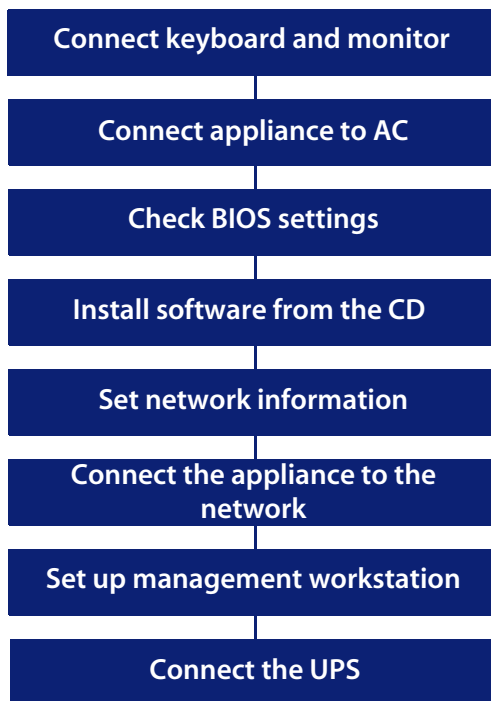 Connect keyboard and monitor
Connect appliance to AC
Check BIOS settings
Install software from the CD
Set network information
Connect the appliance to the
network
Set up management workstation
Connect the UPS